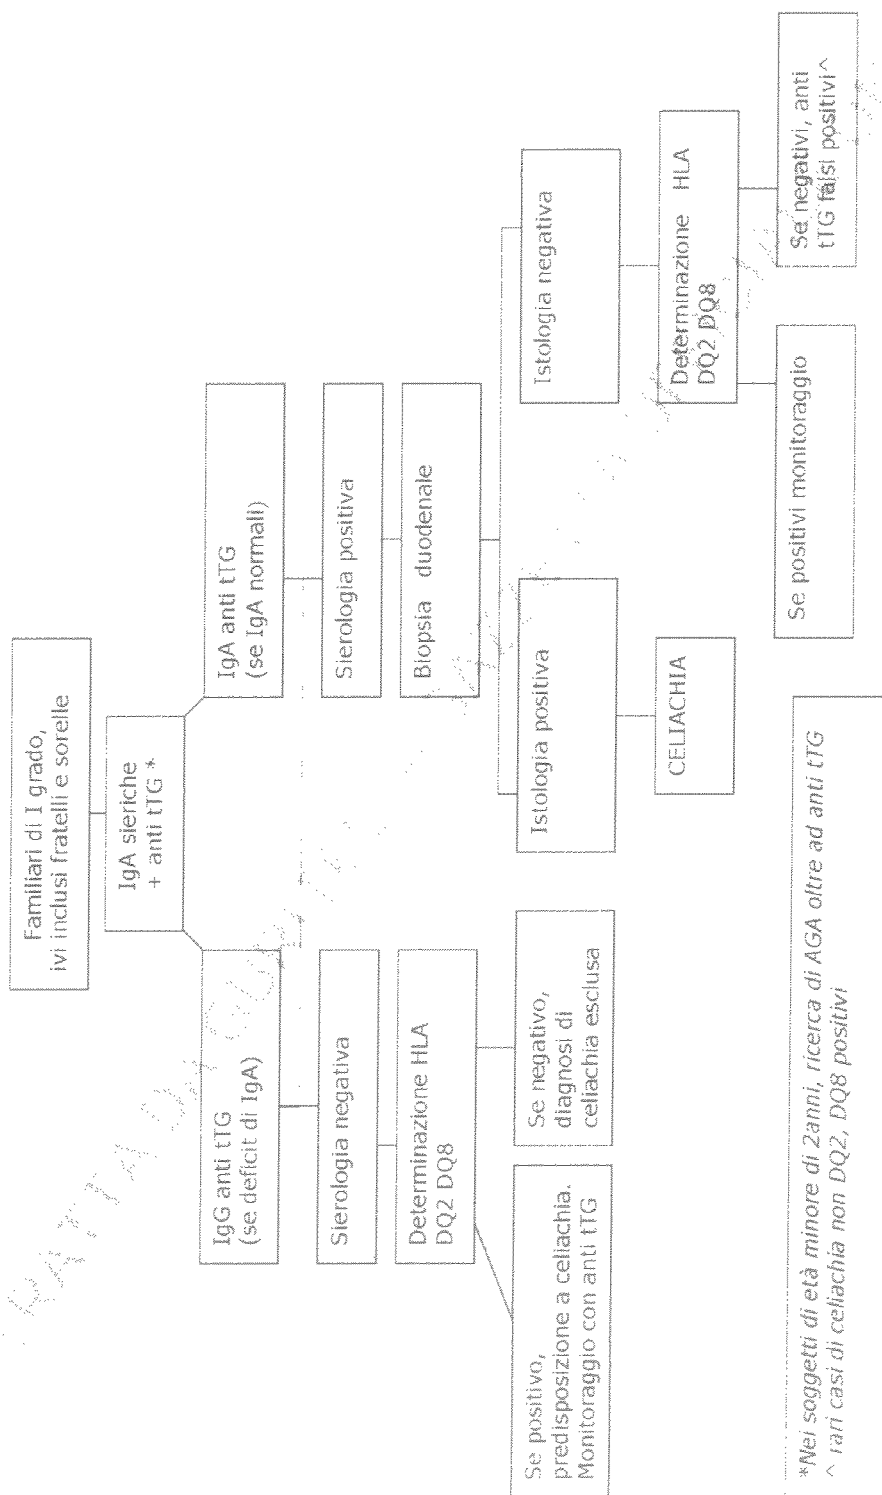 Familiari di I grado,
ivi inclusi fratelli e sorelle
IgA sieriche
+ anti tTG *
IgG anti tTG
(se deficit di IgA)
IgA anti tTG
(se IgA normali)
Sierologia negativa
Sierologia positiva
Determinazione HLA
DQ2 DQ8
Biopsia duodenale
Se positivo,
predisposizione a celiachia.
Monitoraggio con anti tTG
Se negativo,
diagnosi di
celiachia esclusa
Istologia positiva
Istologia negativa
CELIACHIA
Determinazione HLA
DQ2 DQ8
Se positivi monitoraggio
Se negativi, anti
tTG falsi positivi^
*Nei soggetti di età minore di 2anni, ricerca di AGA oltre ad anti tTG
^ rari casi di celiachia non DQ2, DQ8 positivi